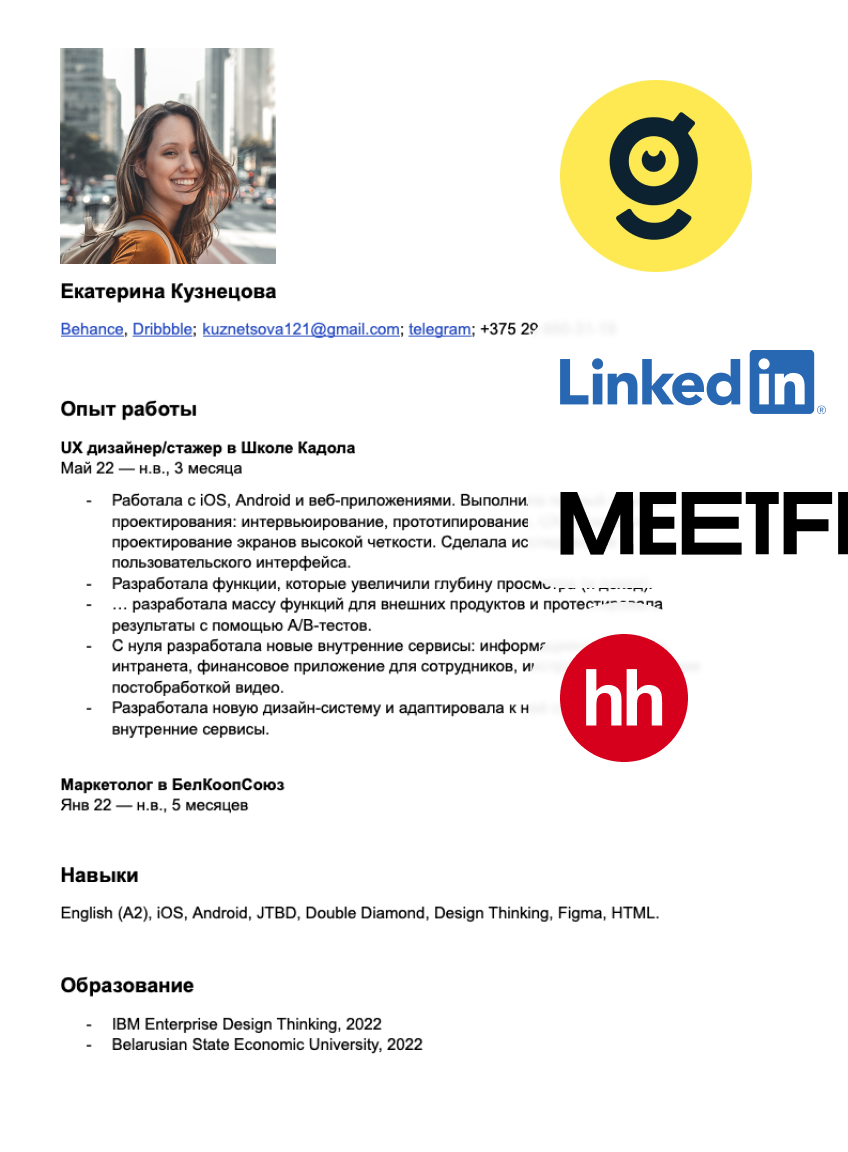 Екатерина Кузнецова
Behance, Dribbble; kuznetsova121@gmail.com; telegram; +375 29
Linkedin®
Опыт работы
UX дизайнер/стажер в Школе Кадола
Май 22 — н.в., 3 месяца
- Работала с iOS, Android и веб-приложениями.
проектирования: интервьюирование, прототипирование
проектирование экранов высокой четкости. Сделала
пользовательского интерфейса.
MEETF
- Разработала функции, которые увеличили глубину просмотра
- … разработала массу функций для внешних продуктов и протестировала
результаты с помощью A/B-тестов.
- С нуля разработала новые внутренние сервисы:
интранета, финансовое приложение для сотрудников,
постобработкой видео.
- Разработала новую дизайн-систему и адаптировала к
внутренние сервисы.
hh
Маркетолог в БелКоопСоюз
Янв 22 — н.в., 5 месяцев
Навыки
English (A2), iOS, Android, JTBD, Double Diamond, Design Thinking, Figma, HTML.
Образование
- IBM Enterprise Design Thinking, 2022
- Belarusian State Economic University, 2022